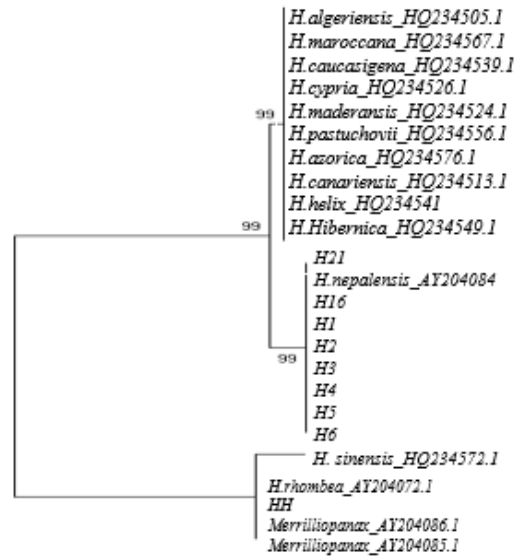 H.algeriensis_HQ234505.1
H.maroccana_HQ234567.1
H.caucasigena_HQ234539.1
H.cypria_HQ234526.1
H.maderansis_HQ234524.1
99
H.pastuchovii_HQ234556.1
H.azorica_HQ234576.1
H.canariensis_HQ234513.1
H.helix_HQ234541
99
H.Hibernica_HQ234549.1
H21
H.nepalensis_AY204084
H16
H1
H2
99
H3
H4
H5
H6
H. sinensis_HQ234572.1
H.rhombea_AY204072.1
HH
Merrilliopanax_AY204086.1
Merrilliopanax_AY204085.1